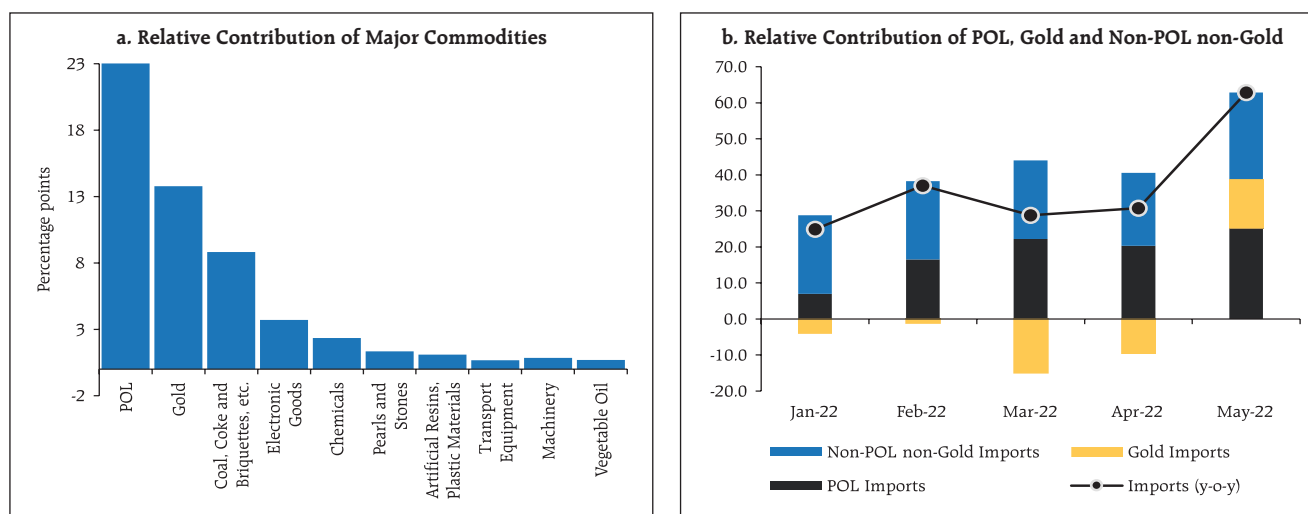 a. Relative Contribution of Major Commodities
Percentage points
23
18
13
8
3
-2
POL
Gold
Coal, Coke and
Briquettes, etc.
Electronic
Goods
Chemicals
Pearls and
Stones
Artificial Resins,
Plastic Materials
Transport
Equipment
Machinery
Vegetable Oil
b. Relative Contribution of POL, Gold and Non-POL non-Gold
70.0
60.0
50.0
40.0
30.0
20.0
10.0
0.0
-10.0
-20.0
Jan-22
Feb-22
Mar-22
Apr-22
May-22
Non-POL non-Gold Imports
Gold Imports
POL Imports
Imports (y-o-y)